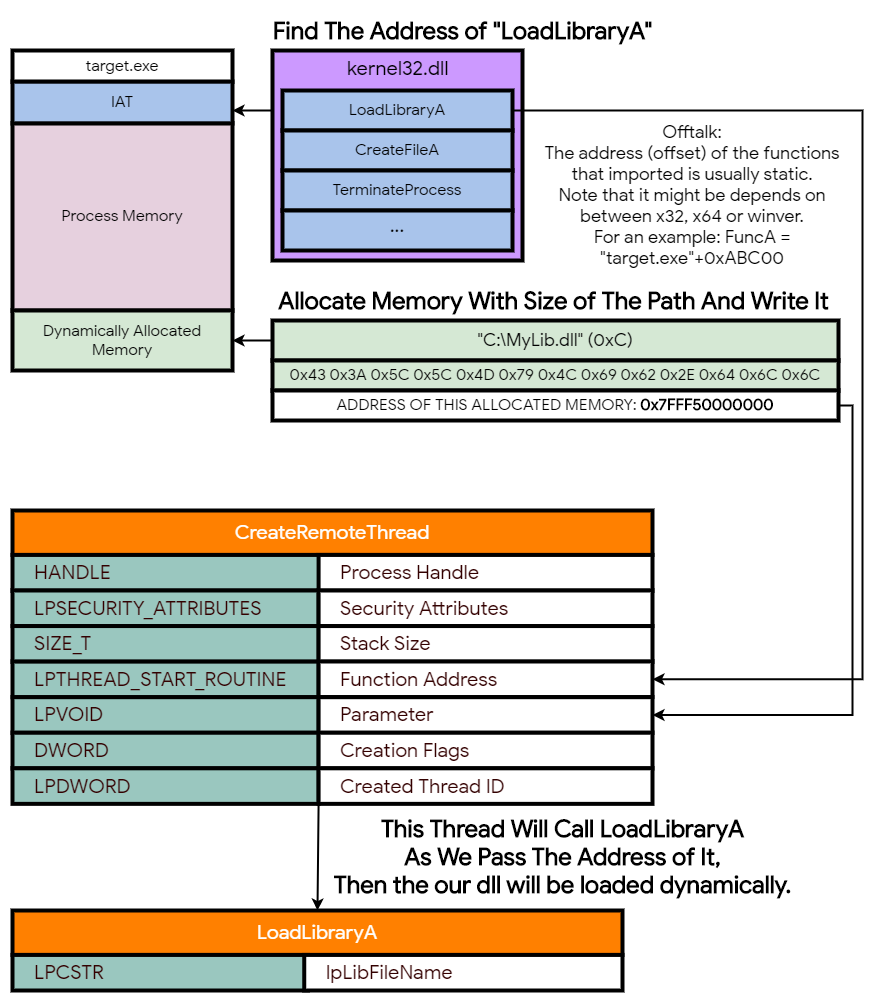 Find The Address of "LoadLibraryA"
target.exe
IAT
Process Memory
Dynamically Allocated
Memory
kernel32.dll
LoadLibraryA
CreateFileA
TerminateProcess
...
Offtalk:
The address (offset) of the functions
that imported is usually static.
Note that it might be depends on
between x32, x64 or winver.
For an example: FuncA =
"target.exe"+0xABC00
Allocate Memory With Size of The Path And Write It
"C:\MyLib.dll" (0xC)
0x43 0x3A 0x5C 0x5C 0x4D 0x79 0x4C 0x69 0x62 0x2E 0x64 0x6C 0x6C
ADDRESS OF THIS ALLOCATED MEMORY: 0x7FFF50000000
CreateRemoteThread
HANDLE Process Handle
LPSECURITY_ATTRIBUTES Security Attributes
SIZE_T Stack Size
LPTHREAD_START_ROUTINE Function Address
LPVOID Parameter
DWORD Creation Flags
LPDWORD Created Thread ID
This Thread Will Call LoadLibraryA
As We Pass The Address of It,
Then the our dll will be loaded dynamically.
LoadLibraryA
LPCSTR lpLibFileName